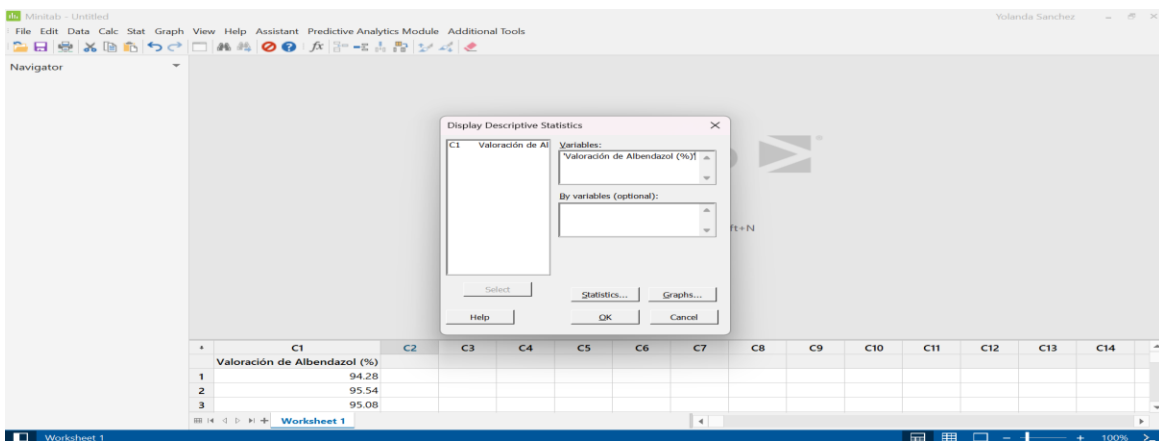 Minitab - Untitled
Yolanda Sanchez
File Edit Data Calc Stat Graph View Help Assistant Predictive Analytics Module Additional Tools
Navigator
Display Descriptive Statistics
C1 Valoración de Al
Variables:
'Valoración de Albendazol (%)'
By variables (optional):
ft+N
Select
Statistics...
Graphs...
Help
OK
Cancel
C1 C2 C3 C4 C5 C6 C7 C8 C9 C10 C11 C12 C13 C14
Valoración de Albendazol (%)
1 94.28
2 95.54
3 95.08
Worksheet 1
Worksheet 1
100%